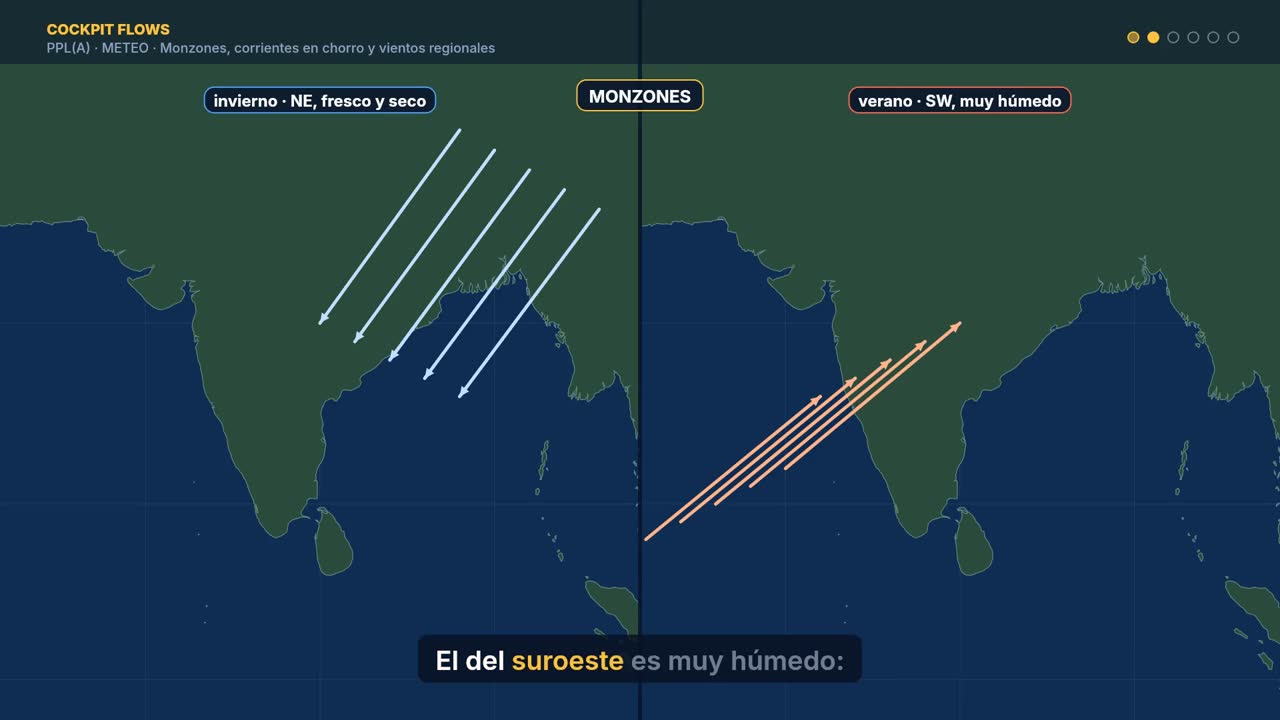 COCKPIT FLOWS
PPL(A) · METEO · Monzones, corrientes en chorro y vientos regionales
invierno · NE, fresco y seco
MONZONES
verano · SW, muy húmedo
El del suroeste es muy húmedo: